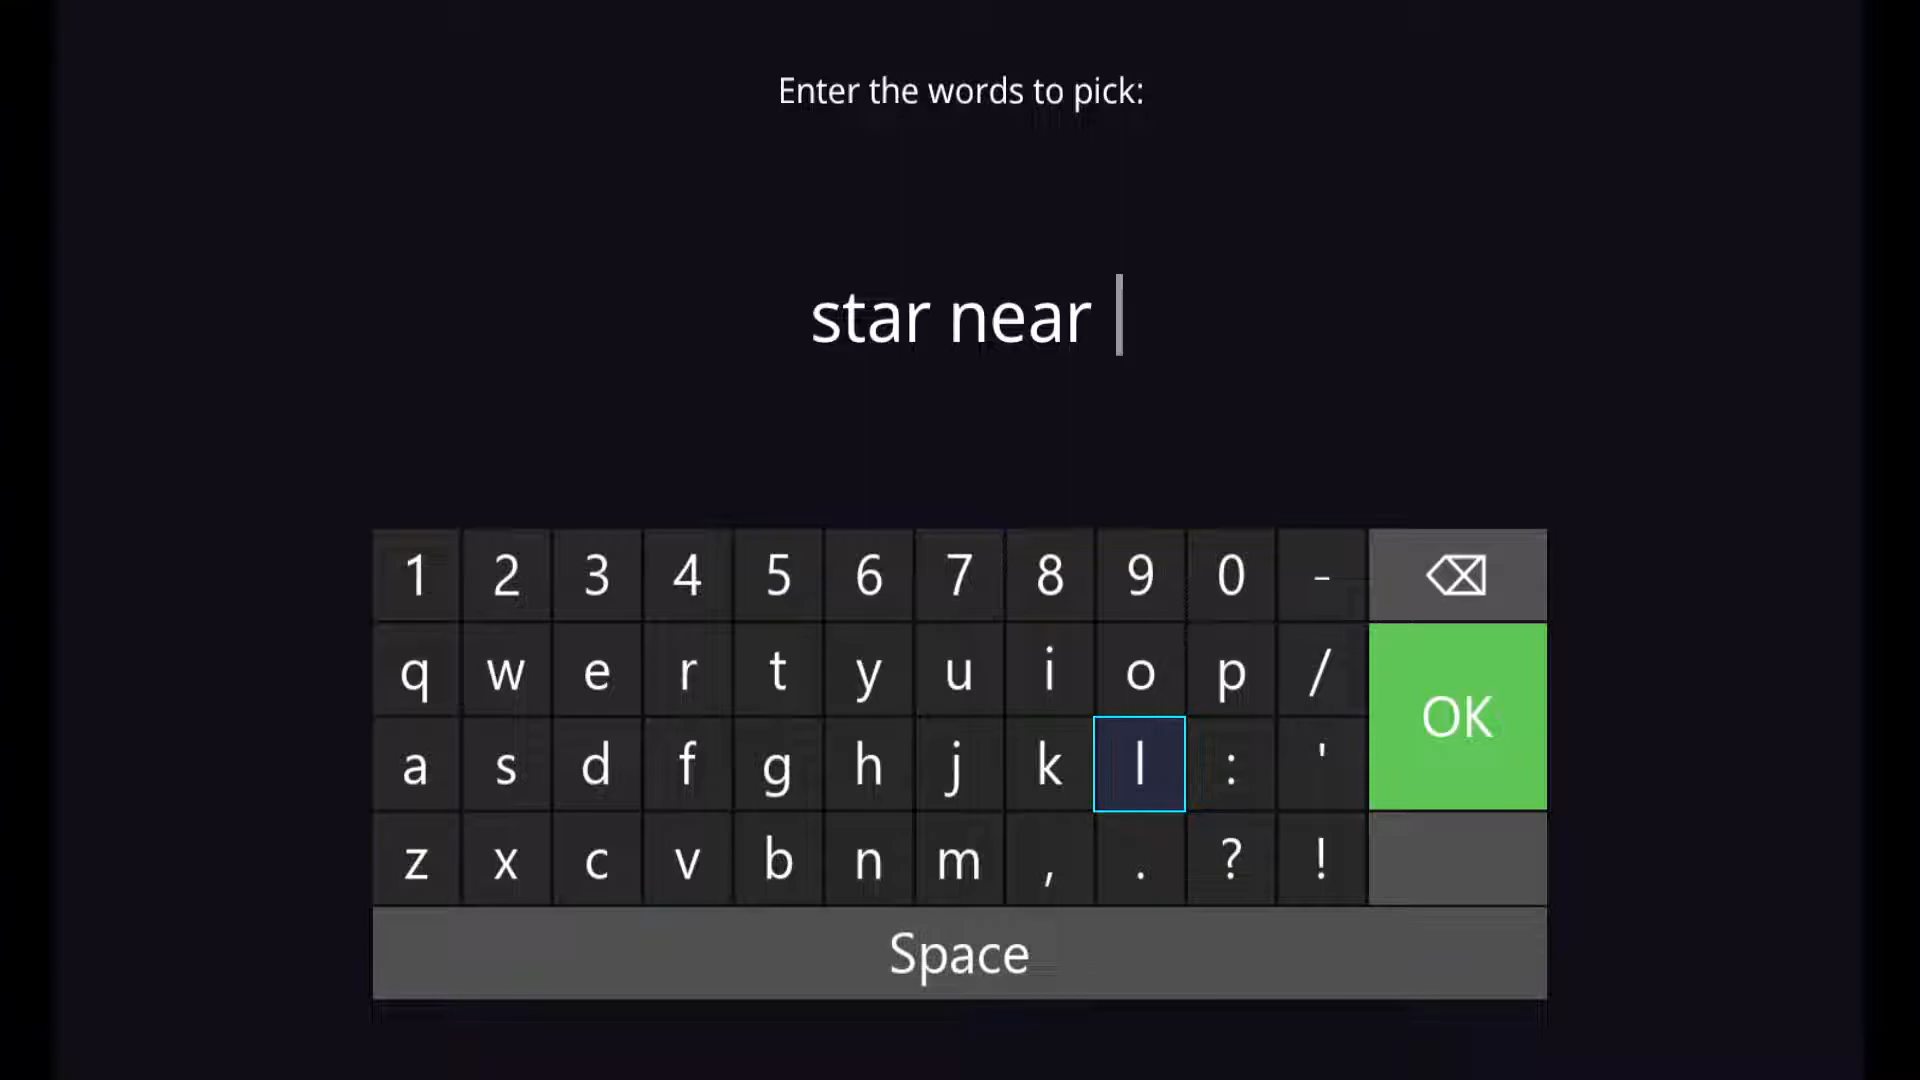 Enter the words to pick:
star near
1 2 3 4 5 6 7 8 9 0 - ⌫
q w e r t y u i o p /
OK
a s d f g h j k l : '
z x c v b n m , . ? !
Space